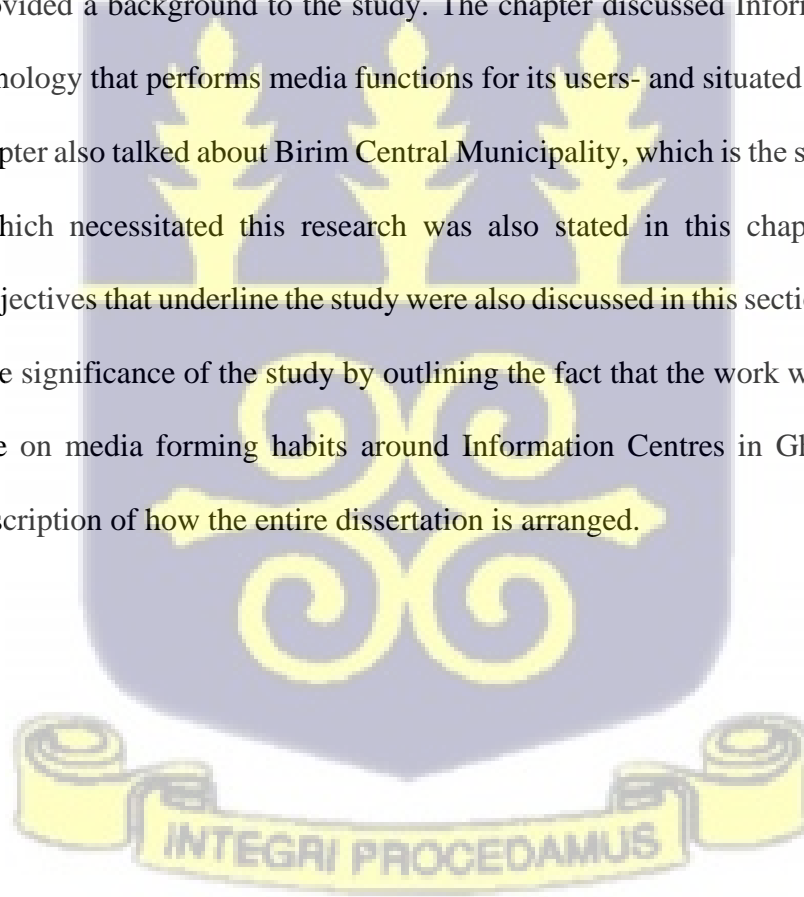 ovided a background to the study. The chapter discussed Inform
nology that performs media functions for its users- and situated
pter also talked about Birim Central Municipality, which is the s
hich necessitated this research was also stated in this chap
jectives that underline the study were also discussed in this secti
e significance of the study by outlining the fact that the work w
e on media forming habits around Information Centres in Gh
scription of how the entire dissertation is arranged.
INTEGRI PROCEDAMUS